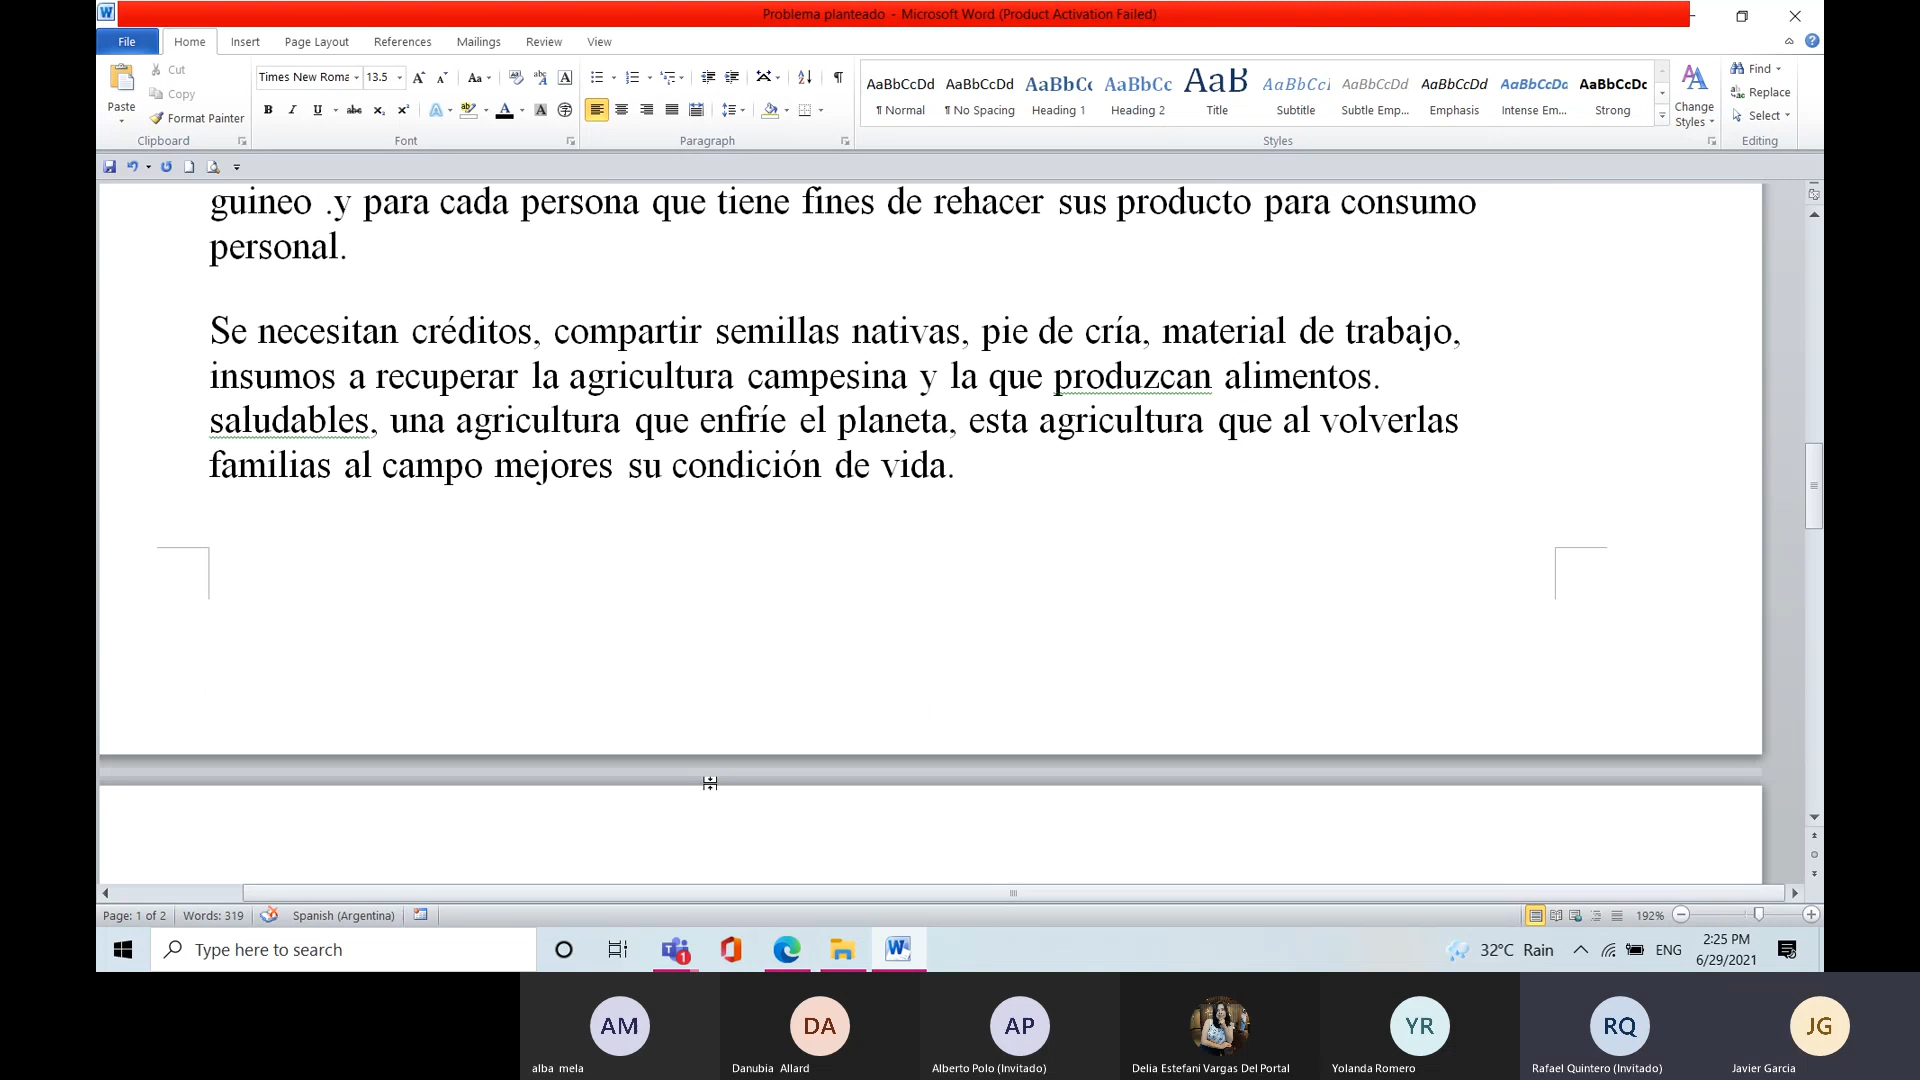 Problema planteado - Microsoft Word (Product Activation Failed)
File Home Insert Page Layout References Mailings Review View
Cut
Copy
Format Painter
Paste
Clipboard
Times New Roma 13.5
Font
Paragraph
AaBbCcDd AaBbCcDd AaBbCc AaBbCc AaB AaBbCcI AaBbCcDd AaBbCcDd AaBbCcDc AaBbCcDc
¶ Normal ¶ No Spacing Heading 1 Heading 2 Title Subtitle Subtle Emp... Emphasis Intense Em... Strong
Styles
Change
Styles
Find
Replace
Select
Editing
guineo .y para cada persona que tiene fines de rehacer sus producto para consumo
personal.
Se necesitan créditos, compartir semillas nativas, pie de cría, material de trabajo,
insumos a recuperar la agricultura campesina y la que produzcan alimentos.
saludables, una agricultura que enfríe el planeta, esta agricultura que al volverlas
familias al campo mejores su condición de vida.
Page: 1 of 2 Words: 319 Spanish (Argentina) 192%
Type here to search
1
32°C Rain
ENG
2:25 PM
6/29/2021
AM DA AP YR RQ JG
alba mela Danubia Allard Alberto Polo (Invitado) Delia Estefani Vargas Del Portal Yolanda Romero Rafael Quintero (Invitado) Javier Garcia